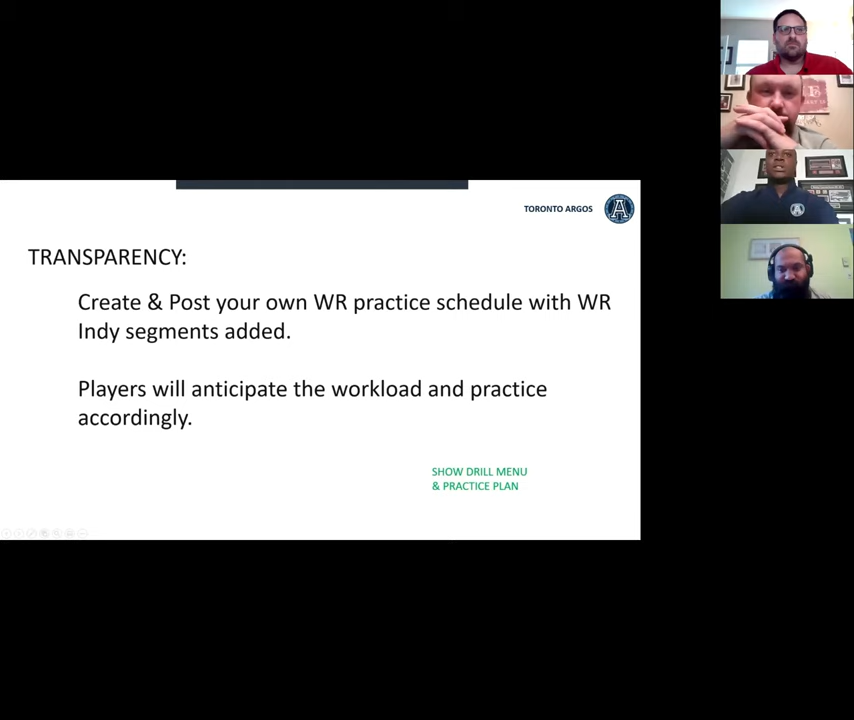 TORONTO ARGOS
TRANSPARENCY:
Create & Post your own WR practice schedule with WR
Indy segments added.
Players will anticipate the workload and practice
accordingly.
SHOW DRILL MENU
& PRACTICE PLAN